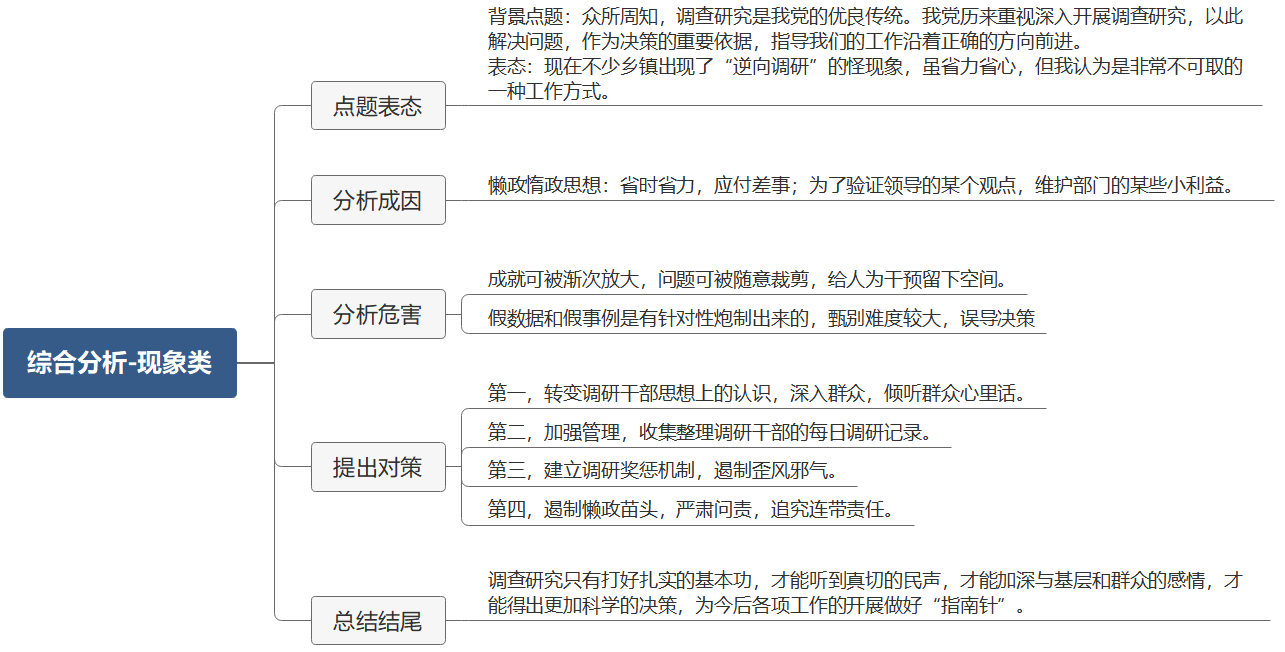 综合分析-现象类
点题表态
背景点题：众所周知，调查研究是我党的优良传统。我党历来重视深入开展调查研究，以此
解决问题，作为决策的重要依据，指导我们的工作沿着正确的方向前进。
表态：现在不少乡镇出现了“逆向调研”的怪现象，虽省力省心，但我认为是非常不可取的
一种工作方式。
分析成因
懒政惰政思想：省时省力，应付差事；为了验证领导的某个观点，维护部门的某些小利益。
分析危害
成就可被渐次放大，问题可被随意裁剪，给人为干预留下空间。
假数据和假事例是有针对性炮制出来的，甄别难度较大，误导决策
提出对策
第一，转变调研干部思想上的认识，深入群众，倾听群众心里话。
第二，加强管理，收集整理调研干部的每日调研记录。
第三，建立调研奖惩机制，遏制歪风邪气。
第四，遏制懒政苗头，严肃问责，追究连带责任。
总结结尾
调查研究只有打好扎实的基本功，才能听到真切的民声，才能加深与基层和群众的感情，才
能得出更加科学的决策，为今后各项工作的开展做好“指南针”。